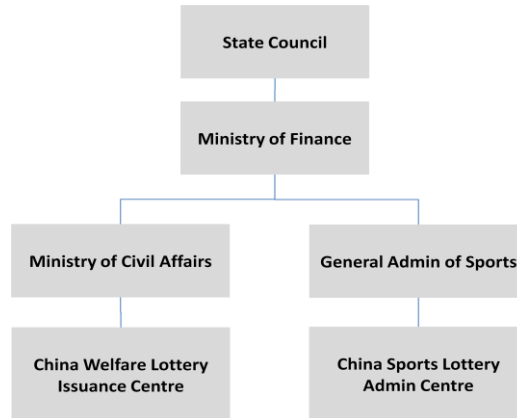 State Council
Ministry of Finance
Ministry of Civil Affairs
General Admin of Sports
China Welfare Lottery
Issuance Centre
China Sports Lottery
Admin Centre